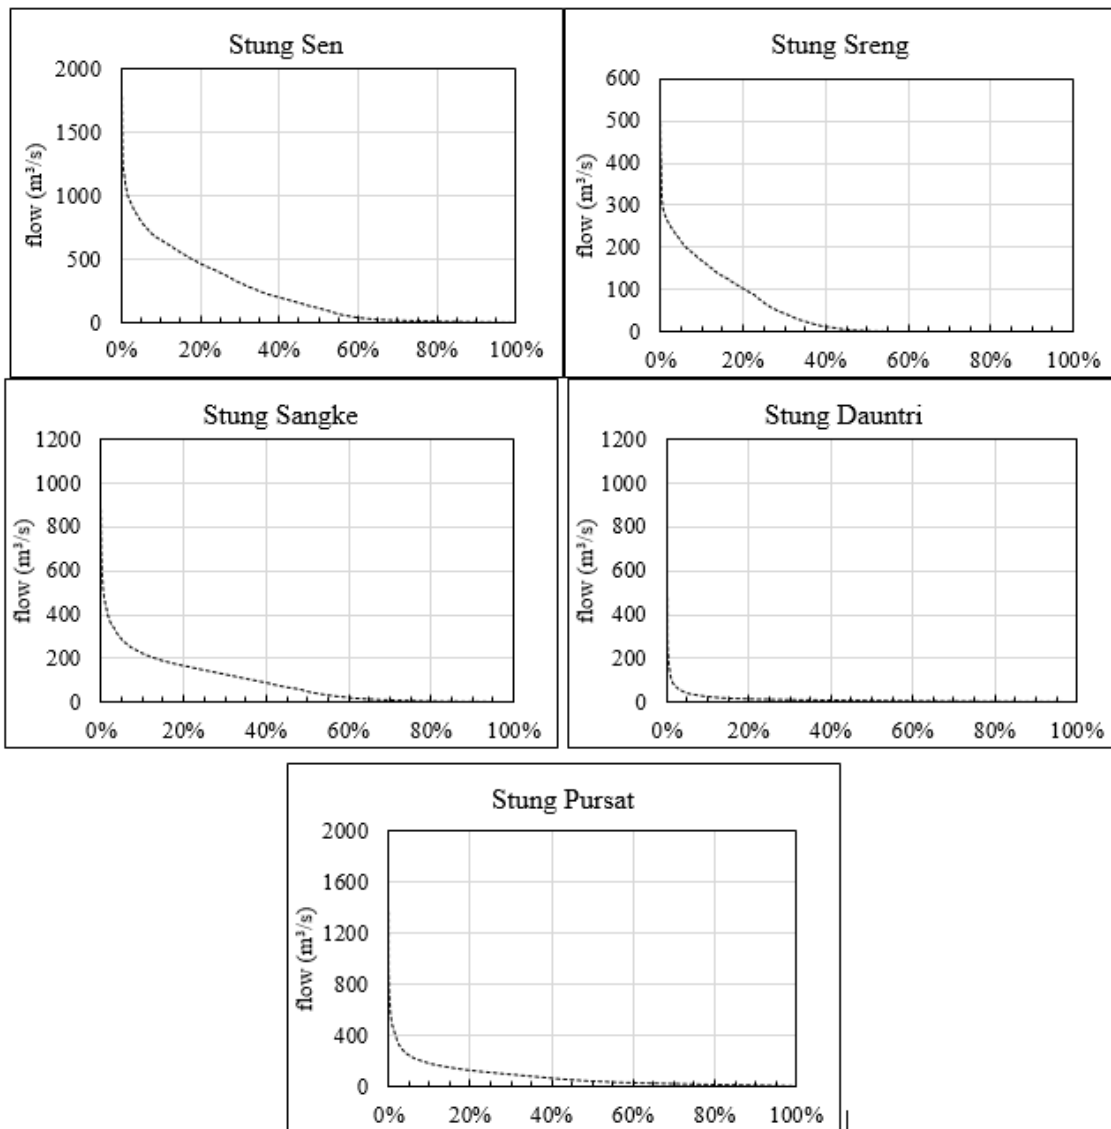 Stung Sen
2000
1500
1000
500
0
flow (m³/s)
0% 20% 40% 60% 80% 100%
Stung Sreng
600
500
400
300
200
100
0
flow (m³/s)
0% 20% 40% 60% 80% 100%
Stung Sangke
1200
1000
800
600
400
200
0
flow (m³/s)
0% 20% 40% 60% 80% 100%
Stung Dauntri
1200
1000
800
600
400
200
0
flow (m³/s)
0% 20% 40% 60% 80% 100%
Stung Pursat
2000
1600
1200
800
400
0
flow (m³/s)
0% 20% 40% 60% 80% 100%